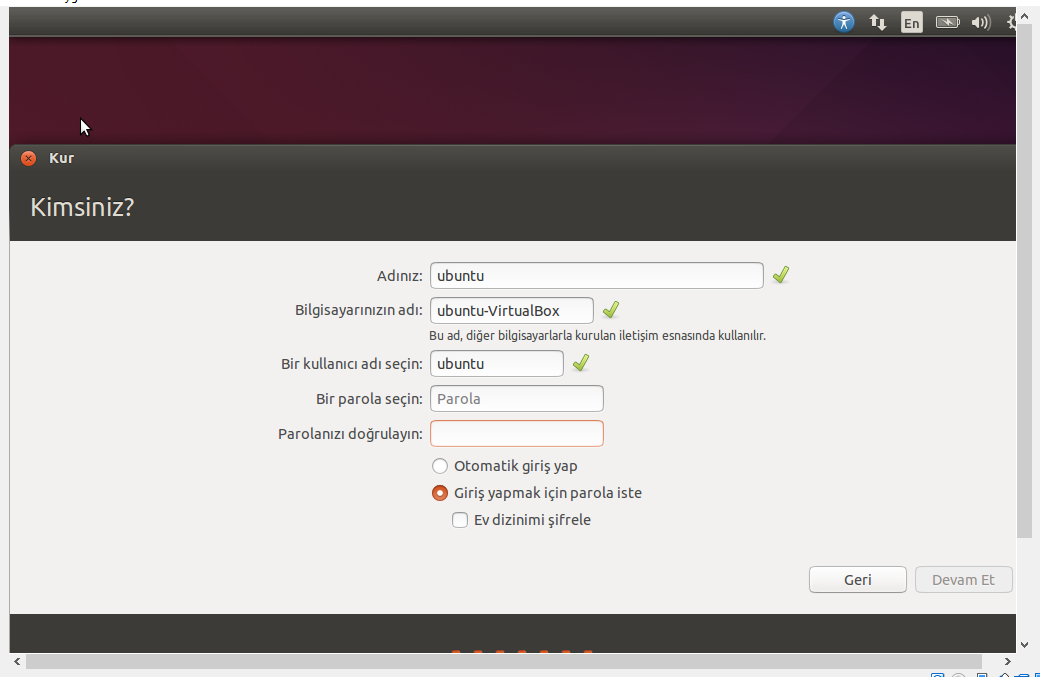 En
Kur
Kimsiniz?
Adınız: ubuntu
Bilgisayarınızın adı: ubuntu-VirtualBox
Bu ad, diğer bilgisayarlarla kurulan iletişim esnasında kullanılır.
Bir kullanıcı adı seçin: ubuntu
Bir parola seçin: Parola
Parolanızı doğrulayın:
Otomatik giriş yap
Giriş yapmak için parola iste
Ev dizinimi şifrele
Geri Devam Et